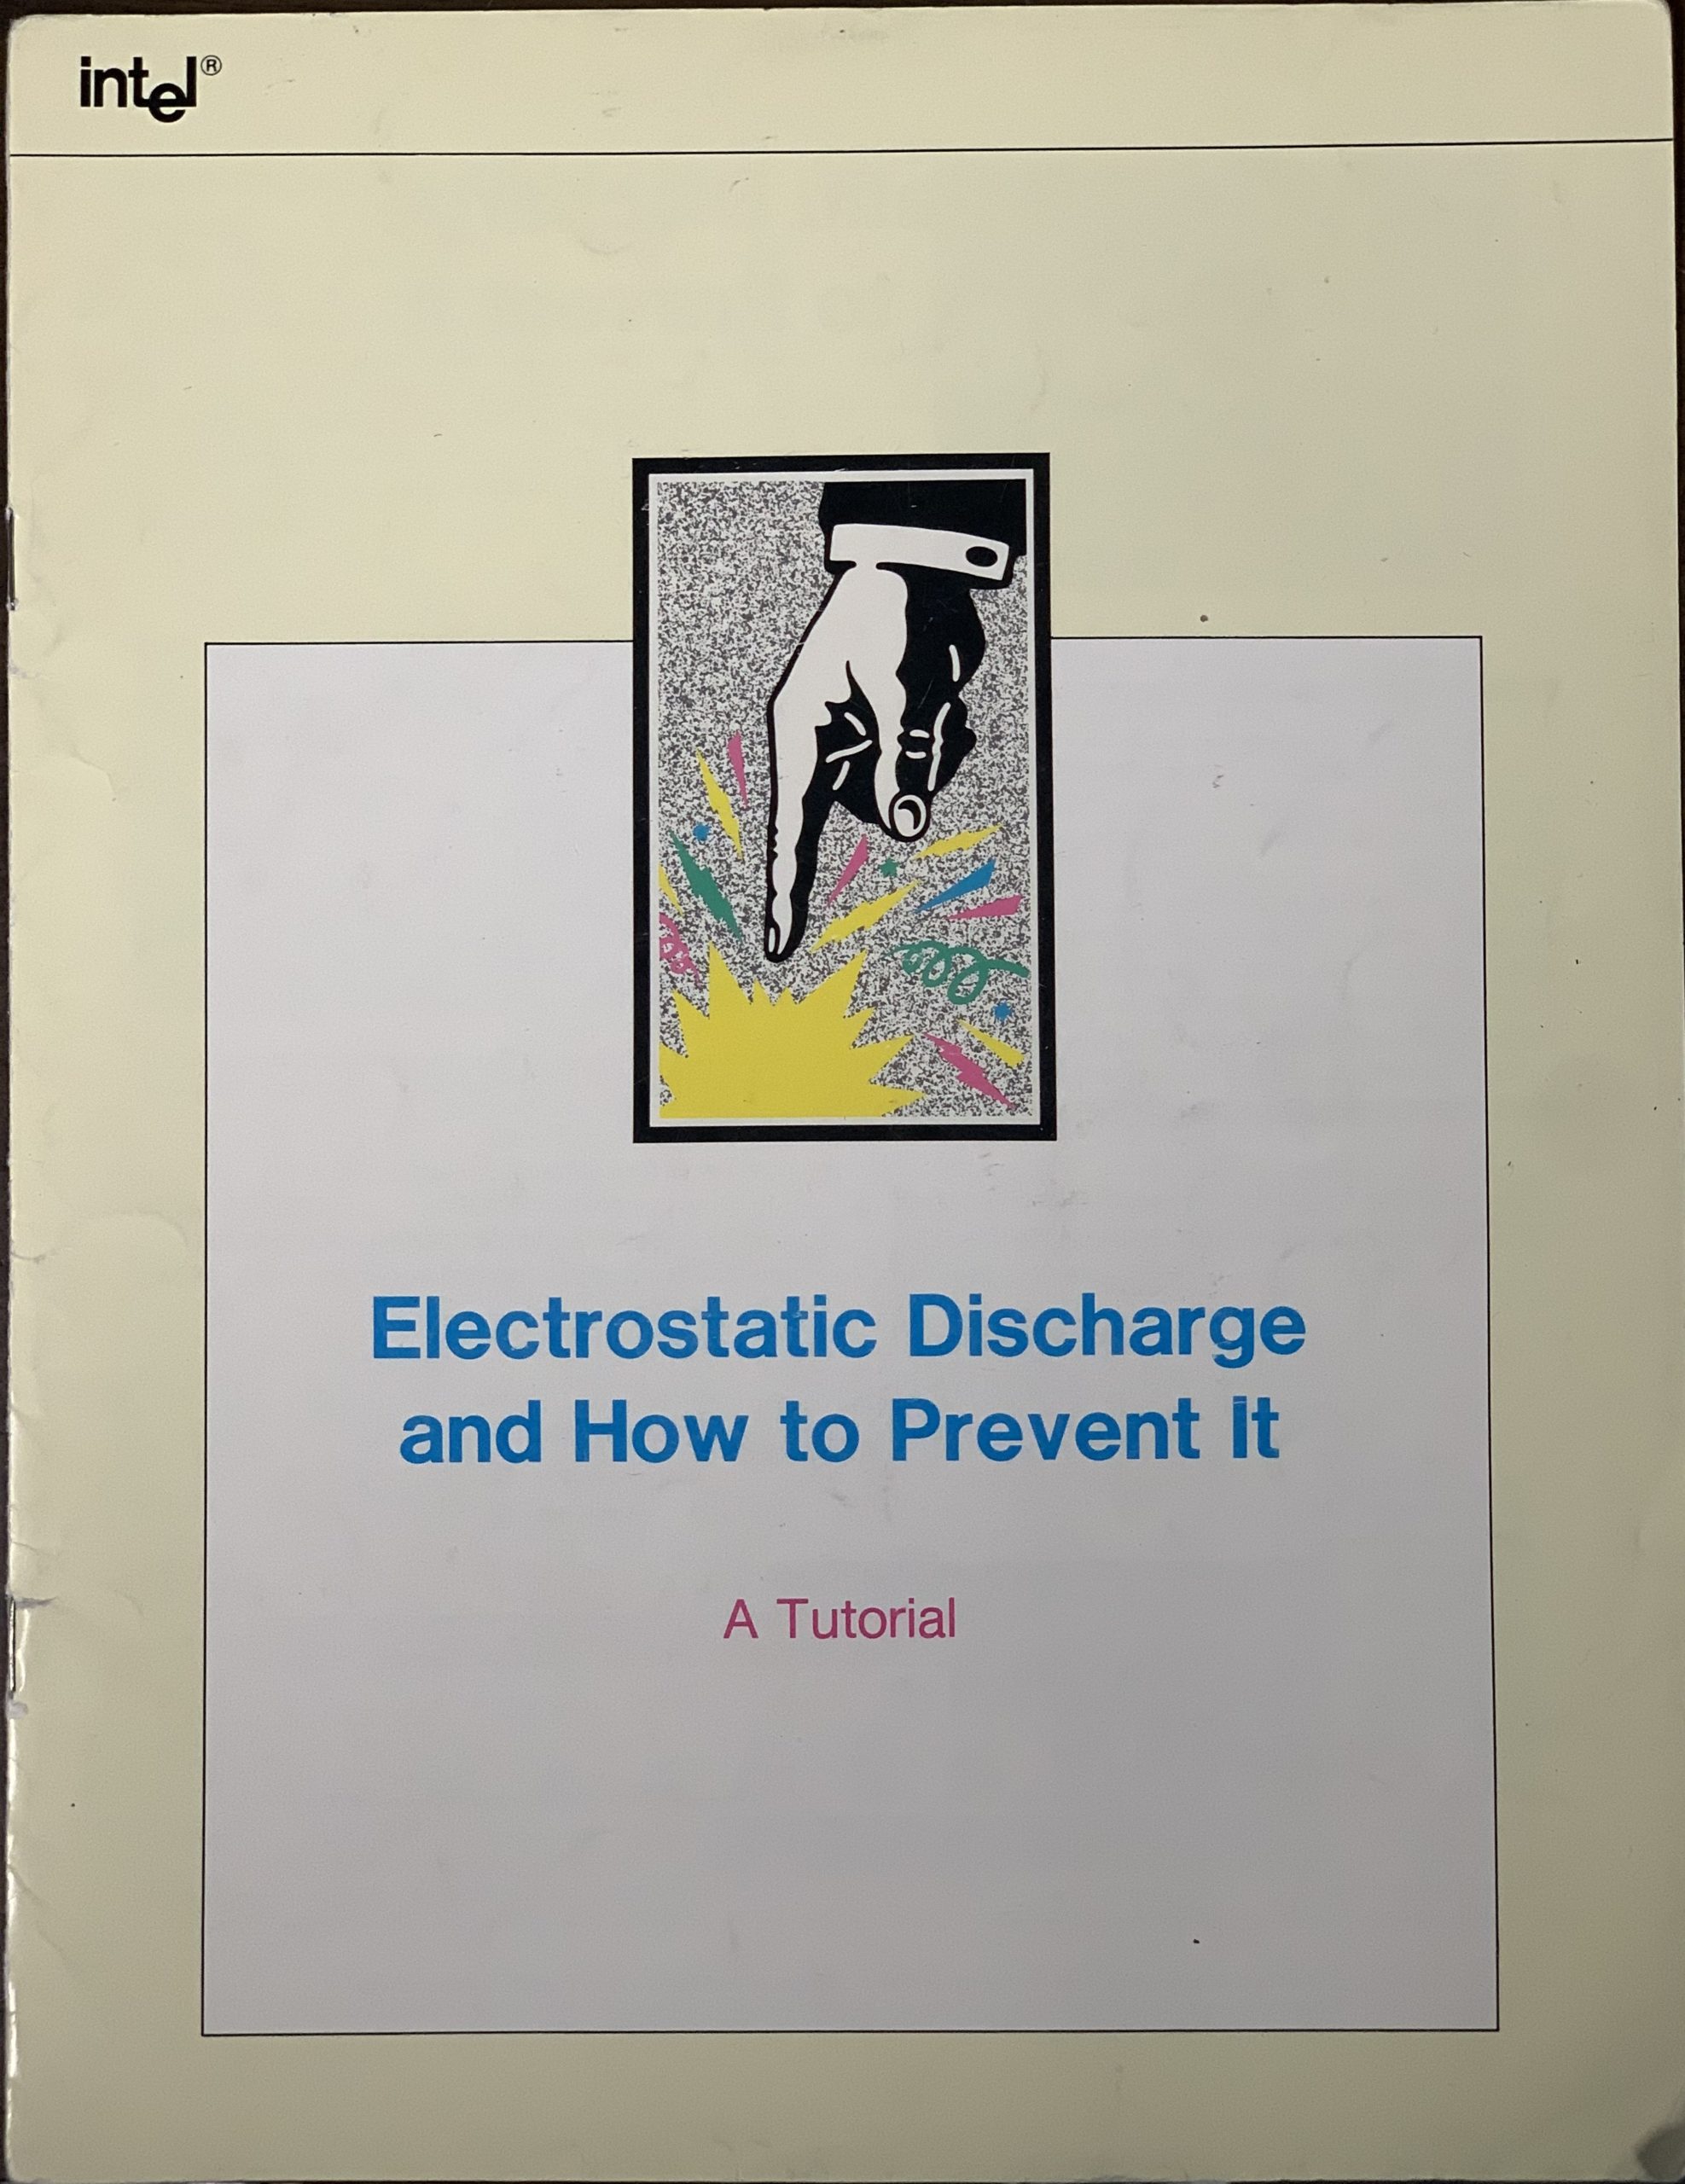 intel®
Electrostatic Discharge
and How to Prevent It
A Tutorial